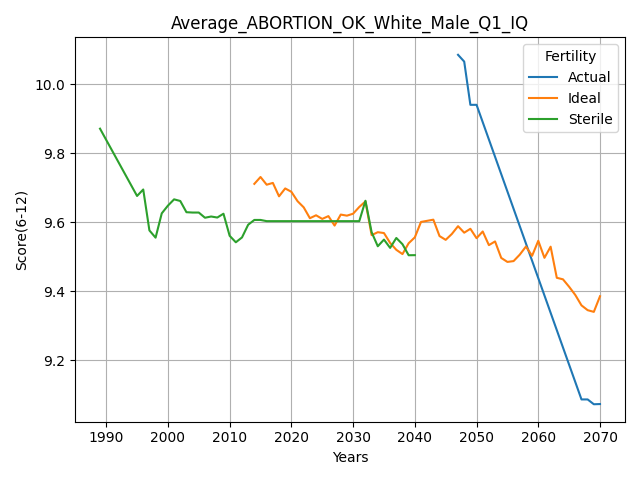 Average_ABORTION_OK_White_Male_Q1_IQ
Fertility
Actual
Ideal
Sterile
Score(6-12)
10.0
9.8
9.6
9.4
9.2
1990 2000 2010 2020 2030 2040 2050 2060 2070
Years